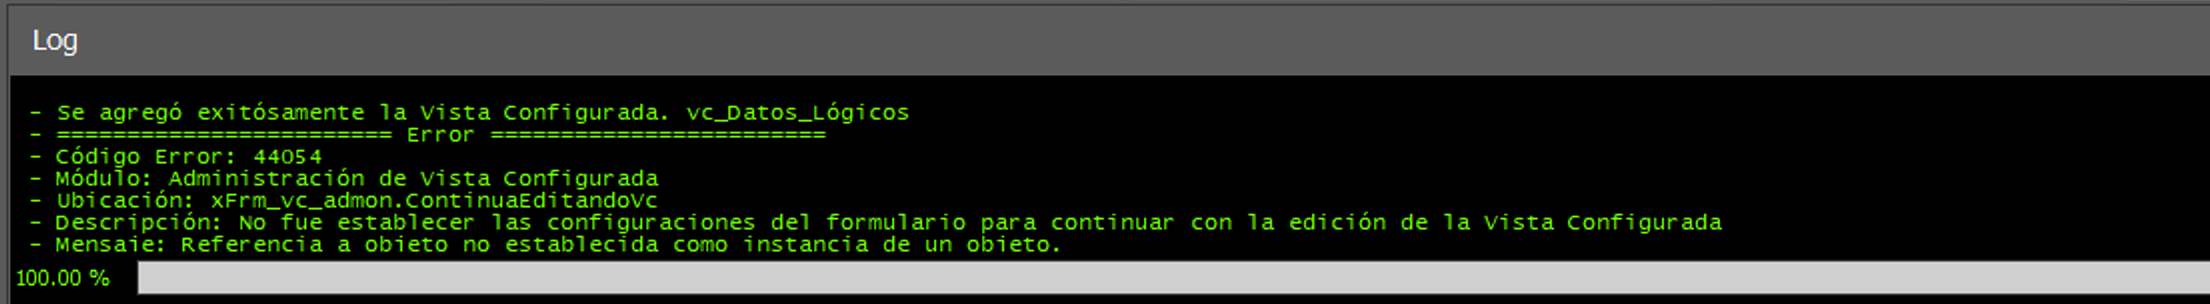 Log
- Se agregó exitósamente la Vista Configurada. vc_Datos_Lógicos
- ======================== Error ========================
- Código Error: 44054
- Módulo: Administración de Vista Configurada
- Ubicación: xFrm_vc_admon.ContinuaEditandoVc
- Descripción: No fue establecer las configuraciones del formulario para continuar con la edición de la Vista Configurada
- Mensaje: Referencia a objeto no establecida como instancia de un objeto.
100.00 %